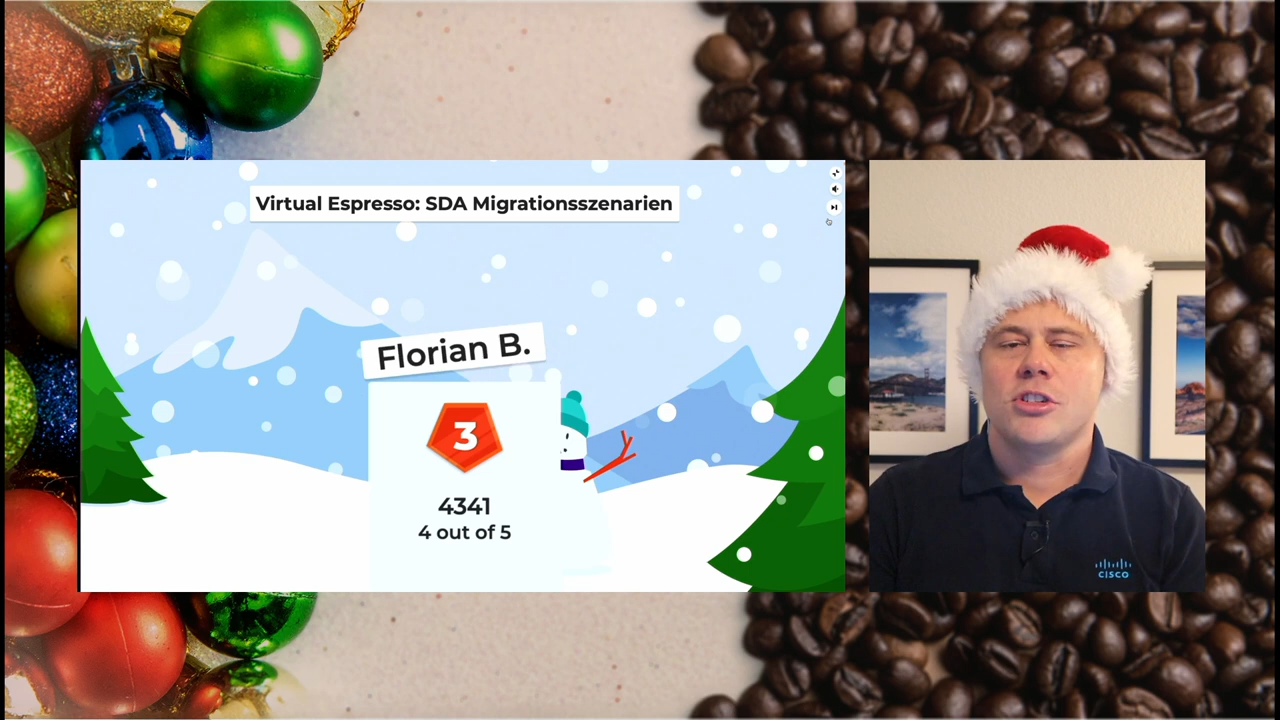 Virtual Espresso: SDA Migrationsszenarien
Florian B.
3
4341
4 out of 5
CISCO